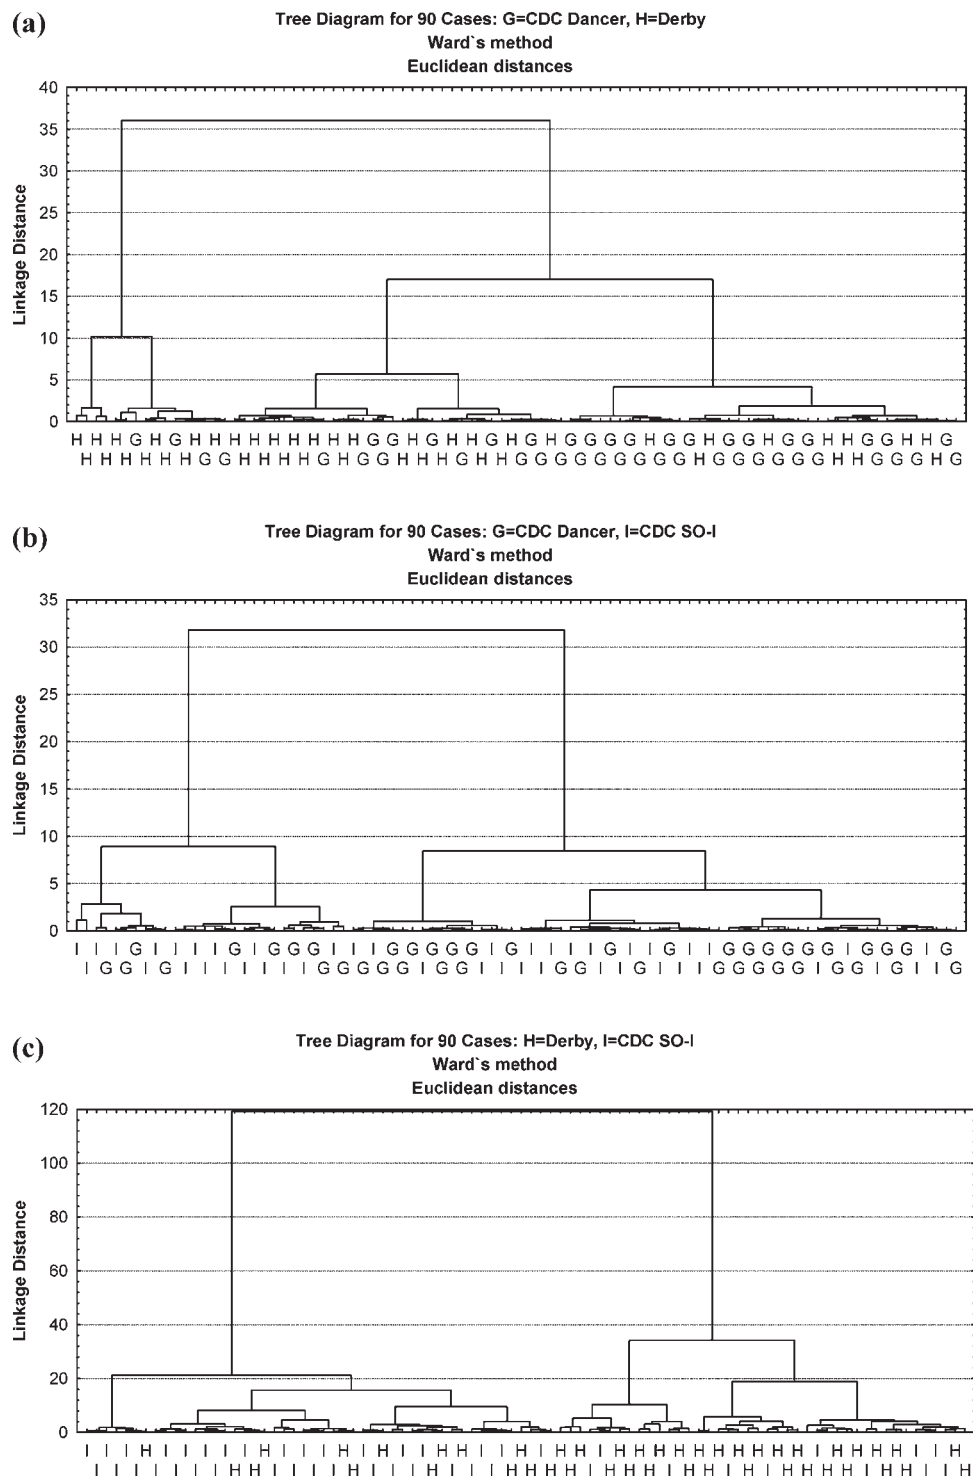 (a)
Tree Diagram for 90 Cases: G=CDC Dancer, H=Derby
Ward`s method
Euclidean distances
Linkage Distance
40
35
30
25
20
15
10
5
0
H H H G H G H H H H H H H H H G G H G H H G H G H G G G G H G G H G G H G G H H G G H H G
H H H H H H G G H H H H G H G G H H H G H H G G G G G G G G G H G G G G G G H H G G G H G
(b)
Tree Diagram for 90 Cases: G=CDC Dancer, I=CDC SO-I
Ward`s method
Euclidean distances
Linkage Distance
35
30
25
20
15
10
5
0
I I I G I I I I G I G G G I I I G G G G G I G I I I I G I I G I I G G G G G G I G G G I G
I G G I G I I I I I I I G G G G G I G G I I I I G G I I G I I I G G G G G I G G I G I G G
(c)
Tree Diagram for 90 Cases: H=Derby, I=CDC SO-I
Ward`s method
Euclidean distances
Linkage Distance
120
100
80
60
40
20
0
I I I H I I I I I H I I I H I H I I H H I I H I H H H H H H H H H H H H H I H H H H I I H
I I I I I I I H H I I I I H I I I H I I I H H H H H H H I H H I H I H H H H I H H H I I H